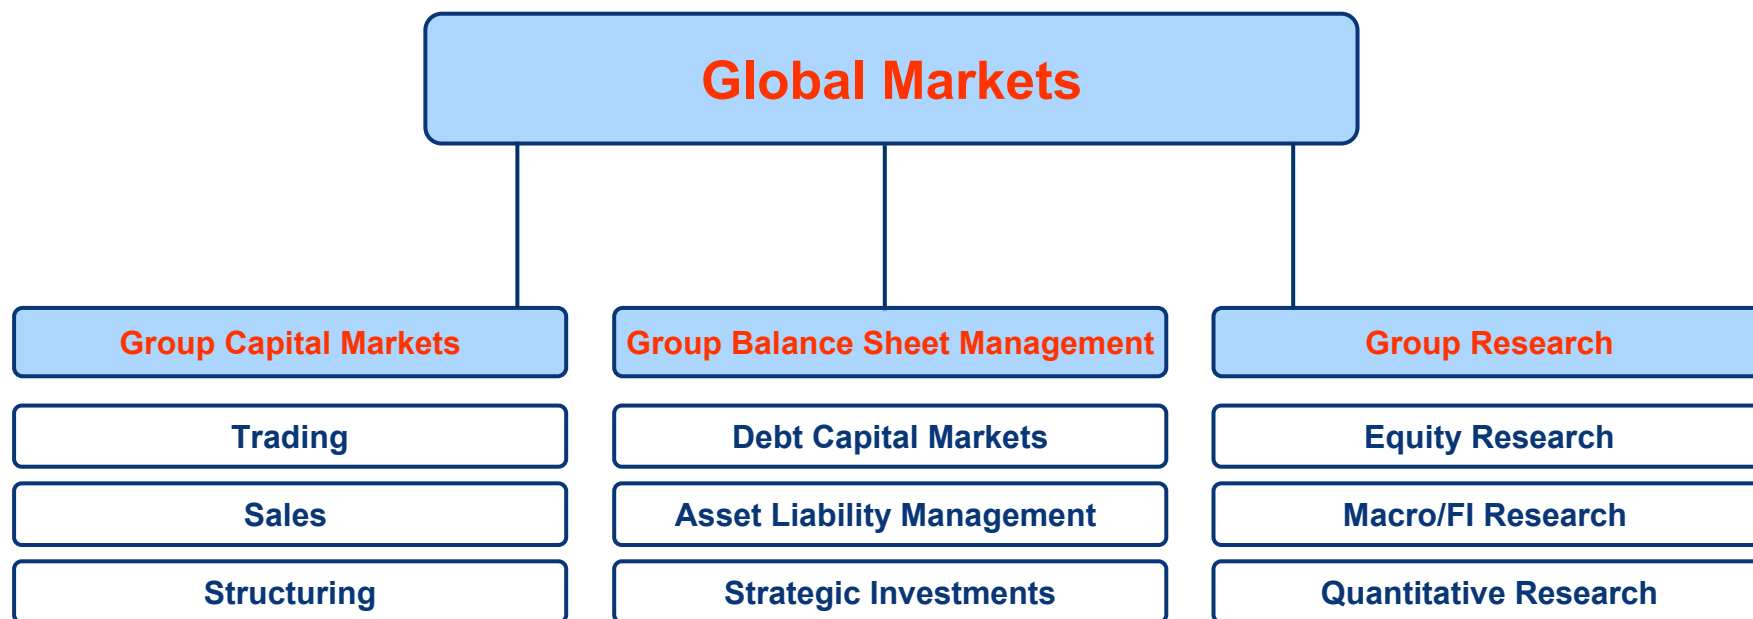 Global Markets
Group Capital Markets
Group Balance Sheet Management
Group Research
Trading
Debt Capital Markets
Equity Research
Sales
Asset Liability Management
Macro/FI Research
Structuring
Strategic Investments
Quantitative Research